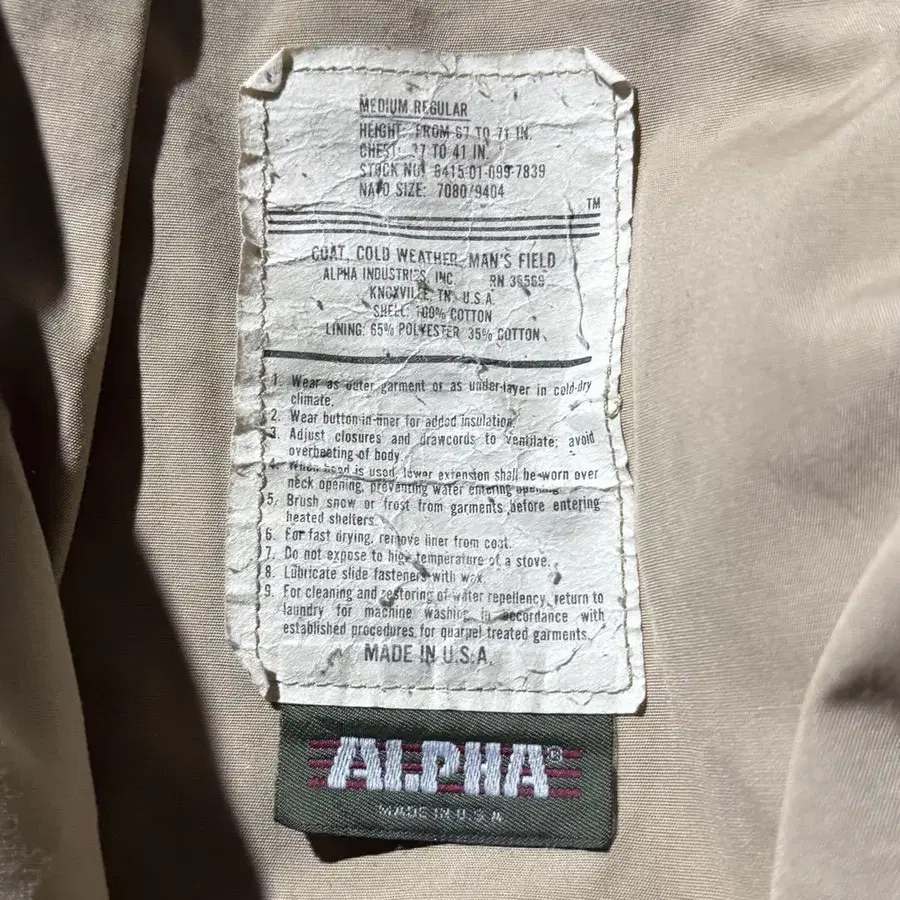 MEDIUM REGULAR
HEIGHT: FROM 67 TO 71 IN.
CHEST: 37 TO 41 IN.
STOCK NO. 8415-01-099-7839
NATO SIZE: 7080/9404
TM
COAT, COLD WEATHER, MAN'S FIELD
ALPHA INDUSTRIES, INC. RN 36569
KNOXVILLE, TN U.S.A.
SHELL: 100% COTTON
LINING: 65% POLYESTER 35% COTTON
1. Wear as outer garment or as under-layer in cold-dry
climate.
2. Wear button-in-liner for added insulation.
3. Adjust closures and drawcords to ventilate; avoid
overheating of body.
4. When hood is used, lower extension shall be worn over
neck opening, preventing water entering opening.
5. Brush snow or frost from garments before entering
heated shelters.
6. For fast drying, remove liner from coat.
7. Do not expose to high temperature of a stove.
8. Lubricate slide fasteners with wax.
9. For cleaning and restoring of water repellency, return to
laundry for machine washing in accordance with
established procedures for quarpel treated garments.
MADE IN U.S.A.
ALPHA®
MADE IN U.S.A